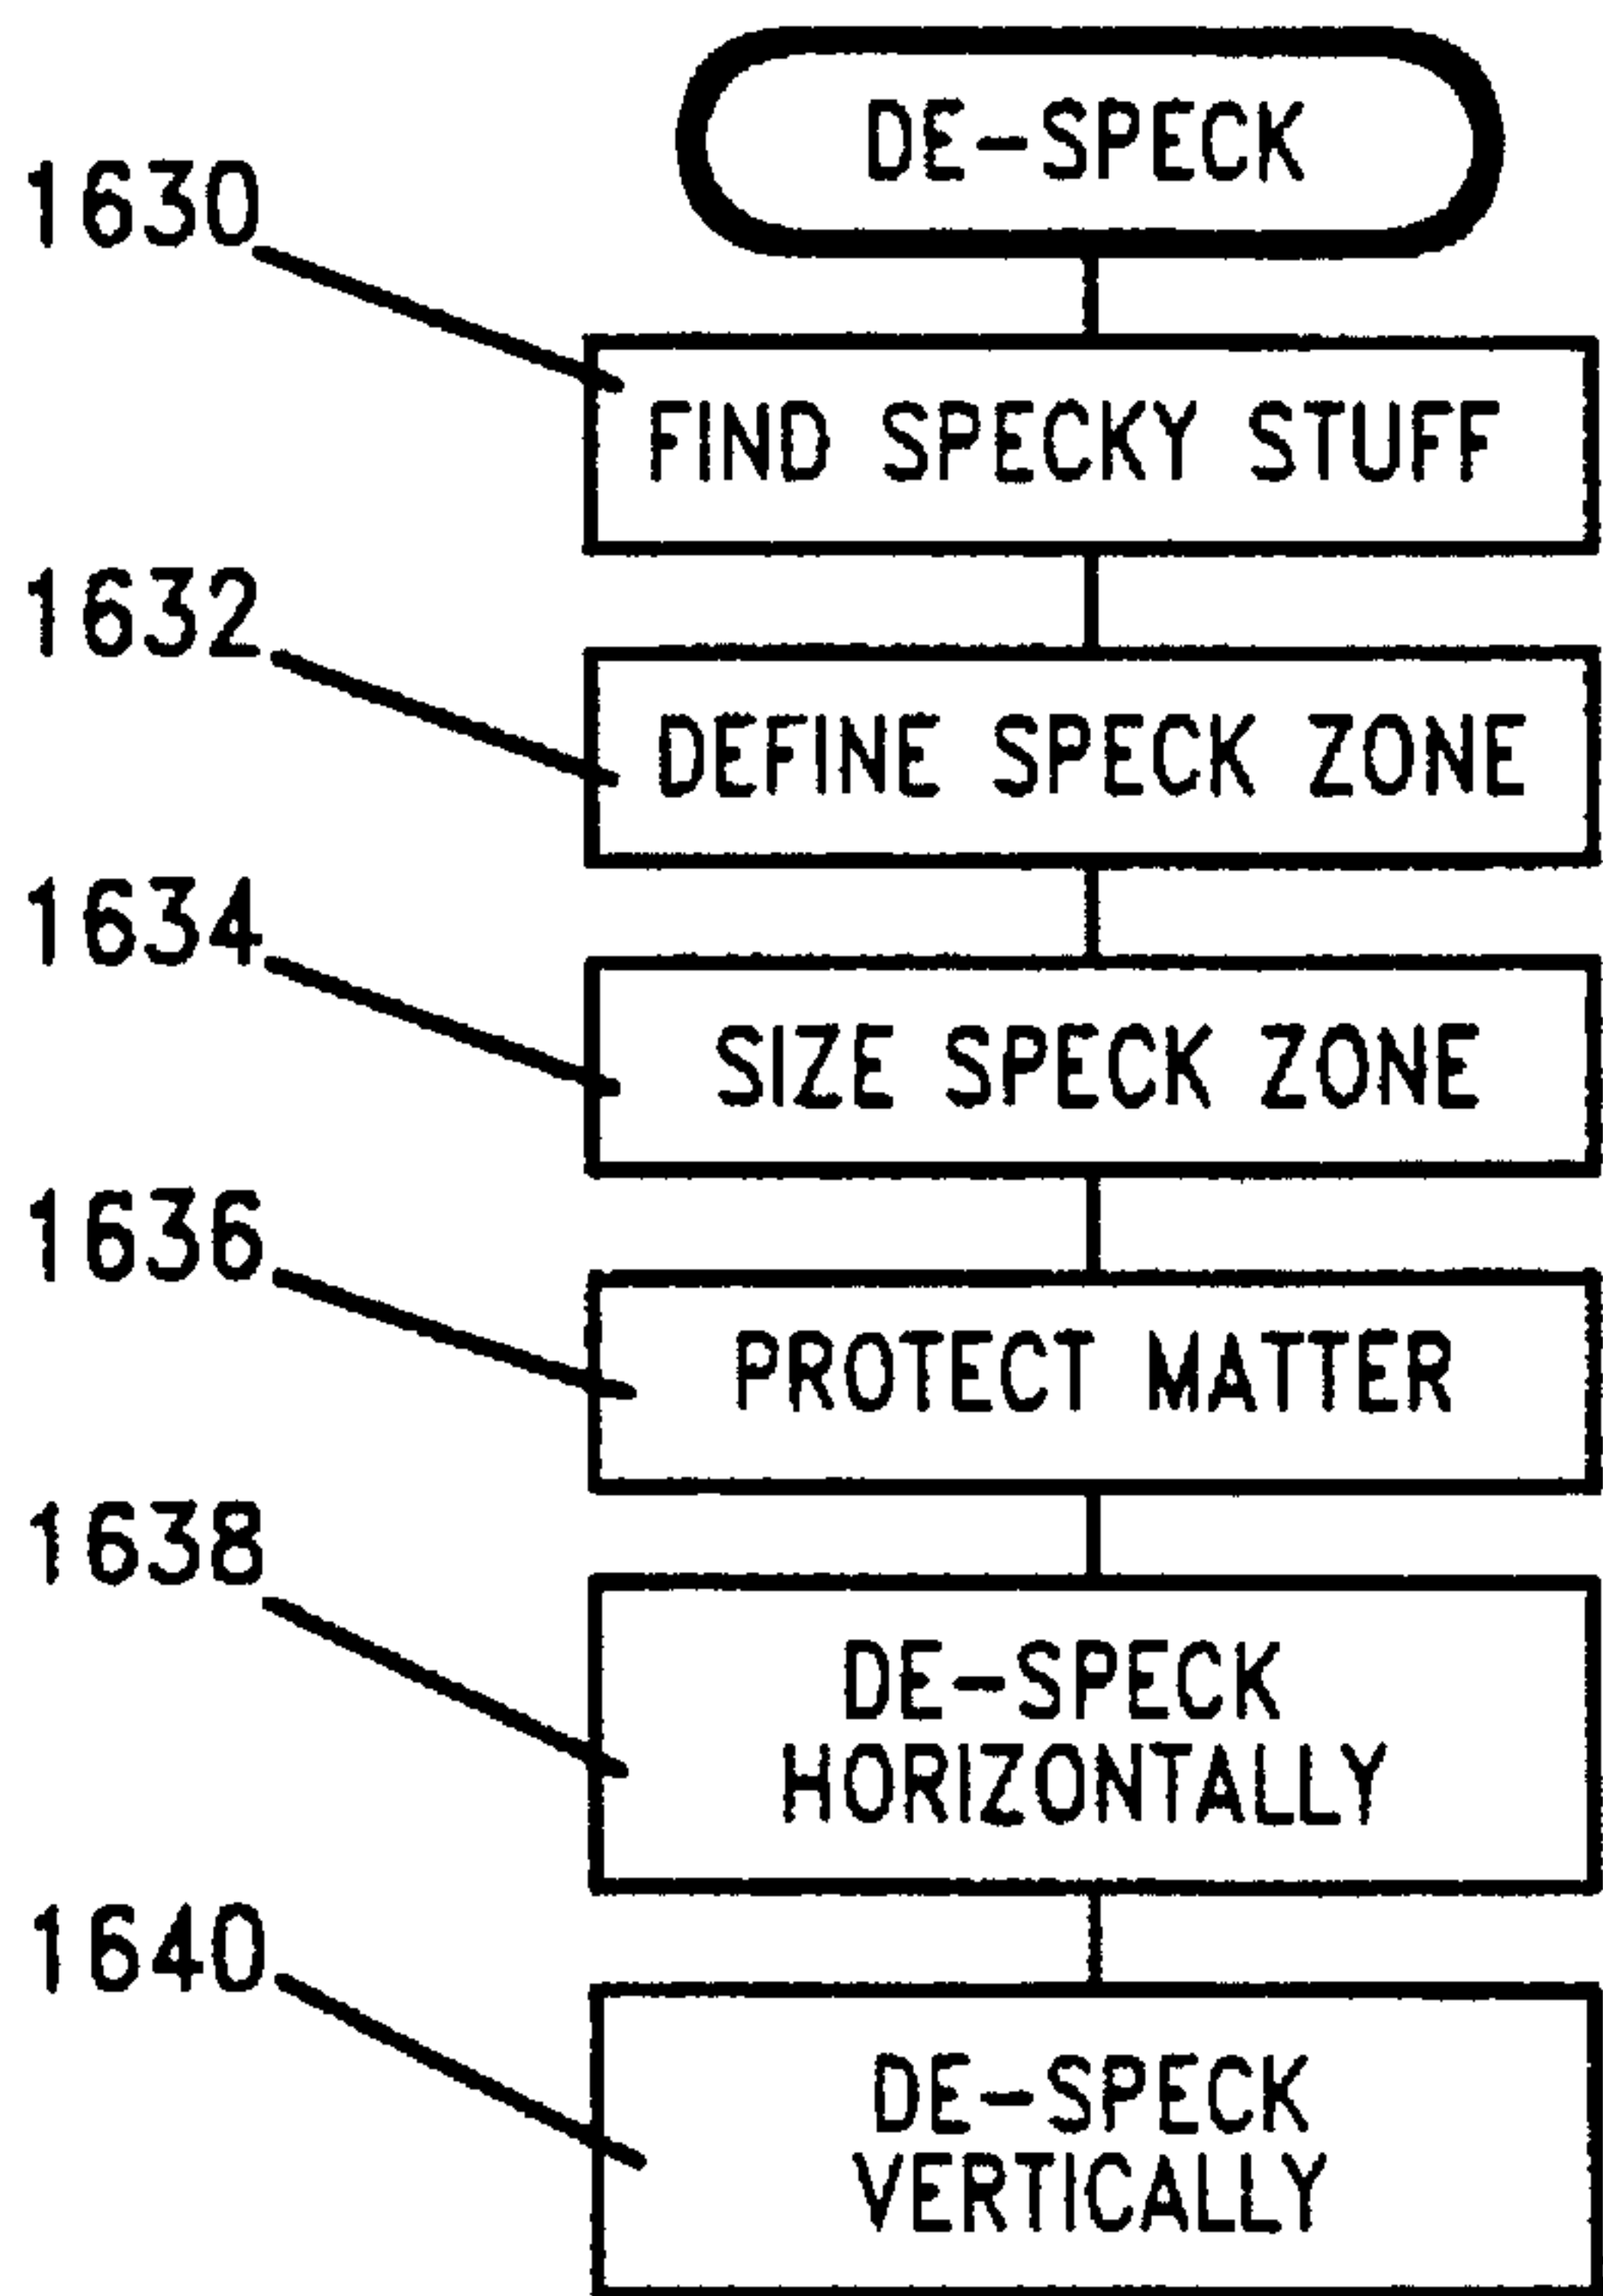 DE-SPECK
1630
FIND SPECKY STUFF
1632
DEFINE SPECK ZONE
1634
SIZE SPECK ZONE
1636
PROTECT MATTER
1638
DE-SPECK
HORIZONTALLY
1640
DE-SPECK
VERTICALLY